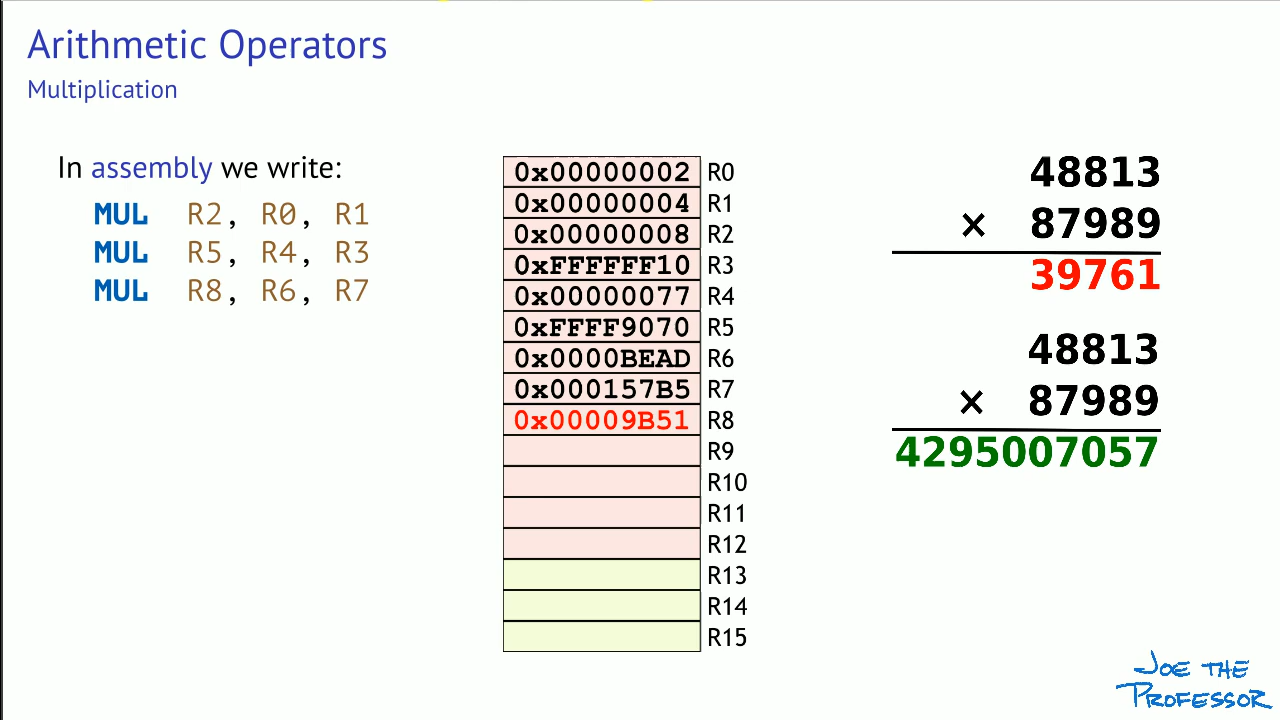 Arithmetic Operators
Multiplication
In assembly we write:
MUL R2, R0, R1
MUL R5, R4, R3
MUL R8, R6, R7
0x00000002 R0
0x00000004 R1
0x00000008 R2
0xFFFFFF10 R3
0x00000077 R4
0xFFFF9070 R5
0x0000BEAD R6
0x000157B5 R7
0x00009B51 R8
R9
R10
R11
R12
R13
R14
R15
48813
× 87989
39761
48813
× 87989
4295007057
JOE THE
PROFESSOR